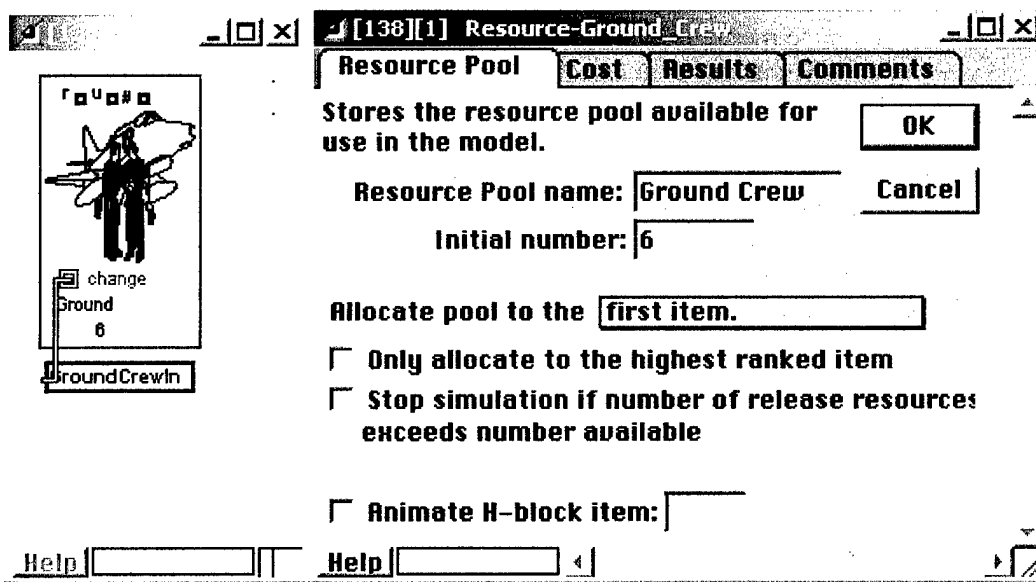 r u #
change
Ground
6
GroundCrewIn
Help
[138][1] Resource-Ground_Crew
Resource Pool Cost Results Comments
Stores the resource pool available for
use in the model.
OK
Cancel
Resource Pool name: Ground Crew
Initial number: 6
Allocate pool to the first item.
Only allocate to the highest ranked item
Stop simulation if number of release resources
exceeds number available
Animate H-block item:
Help